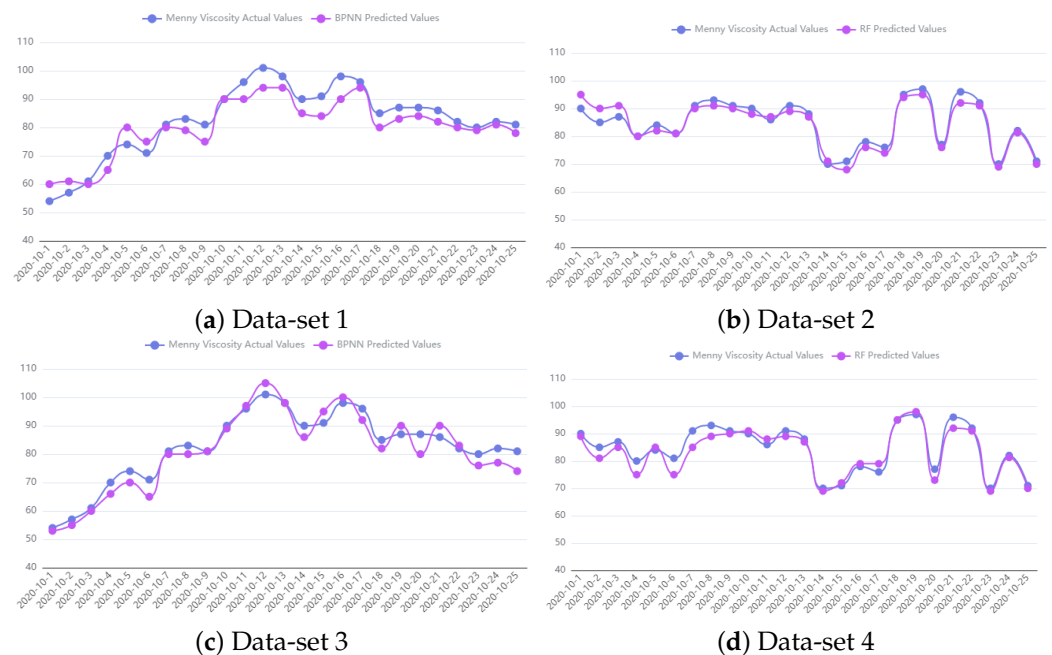 Menny Viscosity Actual Values BPNN Predicted Values
110
100
90
80
70
60
50
40
2020-10-1 2020-10-2 2020-10-3 2020-10-4 2020-10-5 2020-10-6 2020-10-7 2020-10-8 2020-10-9 2020-10-10 2020-10-11 2020-10-12 2020-10-13 2020-10-14 2020-10-15 2020-10-16 2020-10-17 2020-10-18 2020-10-19 2020-10-20 2020-10-21 2020-10-22 2020-10-23 2020-10-24 2020-10-25
(a) Data-set 1
Menny Viscosity Actual Values RF Predicted Values
110
100
90
80
70
60
50
40
2020-10-1 2020-10-2 2020-10-3 2020-10-4 2020-10-5 2020-10-6 2020-10-7 2020-10-8 2020-10-9 2020-10-10 2020-10-11 2020-10-12 2020-10-13 2020-10-14 2020-10-15 2020-10-16 2020-10-17 2020-10-18 2020-10-19 2020-10-20 2020-10-21 2020-10-22 2020-10-23 2020-10-24 2020-10-25
(b) Data-set 2
Menny Viscosity Actual Values BPNN Predicted Values
110
100
90
80
70
60
50
40
2020-10-1 2020-10-2 2020-10-3 2020-10-4 2020-10-5 2020-10-6 2020-10-7 2020-10-8 2020-10-9 2020-10-10 2020-10-11 2020-10-12 2020-10-13 2020-10-14 2020-10-15 2020-10-16 2020-10-17 2020-10-18 2020-10-19 2020-10-20 2020-10-21 2020-10-22 2020-10-23 2020-10-24 2020-10-25
(c) Data-set 3
Menny Viscosity Actual Values RF Predicted Values
110
100
90
80
70
60
50
40
2020-10-1 2020-10-2 2020-10-3 2020-10-4 2020-10-5 2020-10-6 2020-10-7 2020-10-8 2020-10-9 2020-10-10 2020-10-11 2020-10-12 2020-10-13 2020-10-14 2020-10-15 2020-10-16 2020-10-17 2020-10-18 2020-10-19 2020-10-20 2020-10-21 2020-10-22 2020-10-23 2020-10-24 2020-10-25
(d) Data-set 4